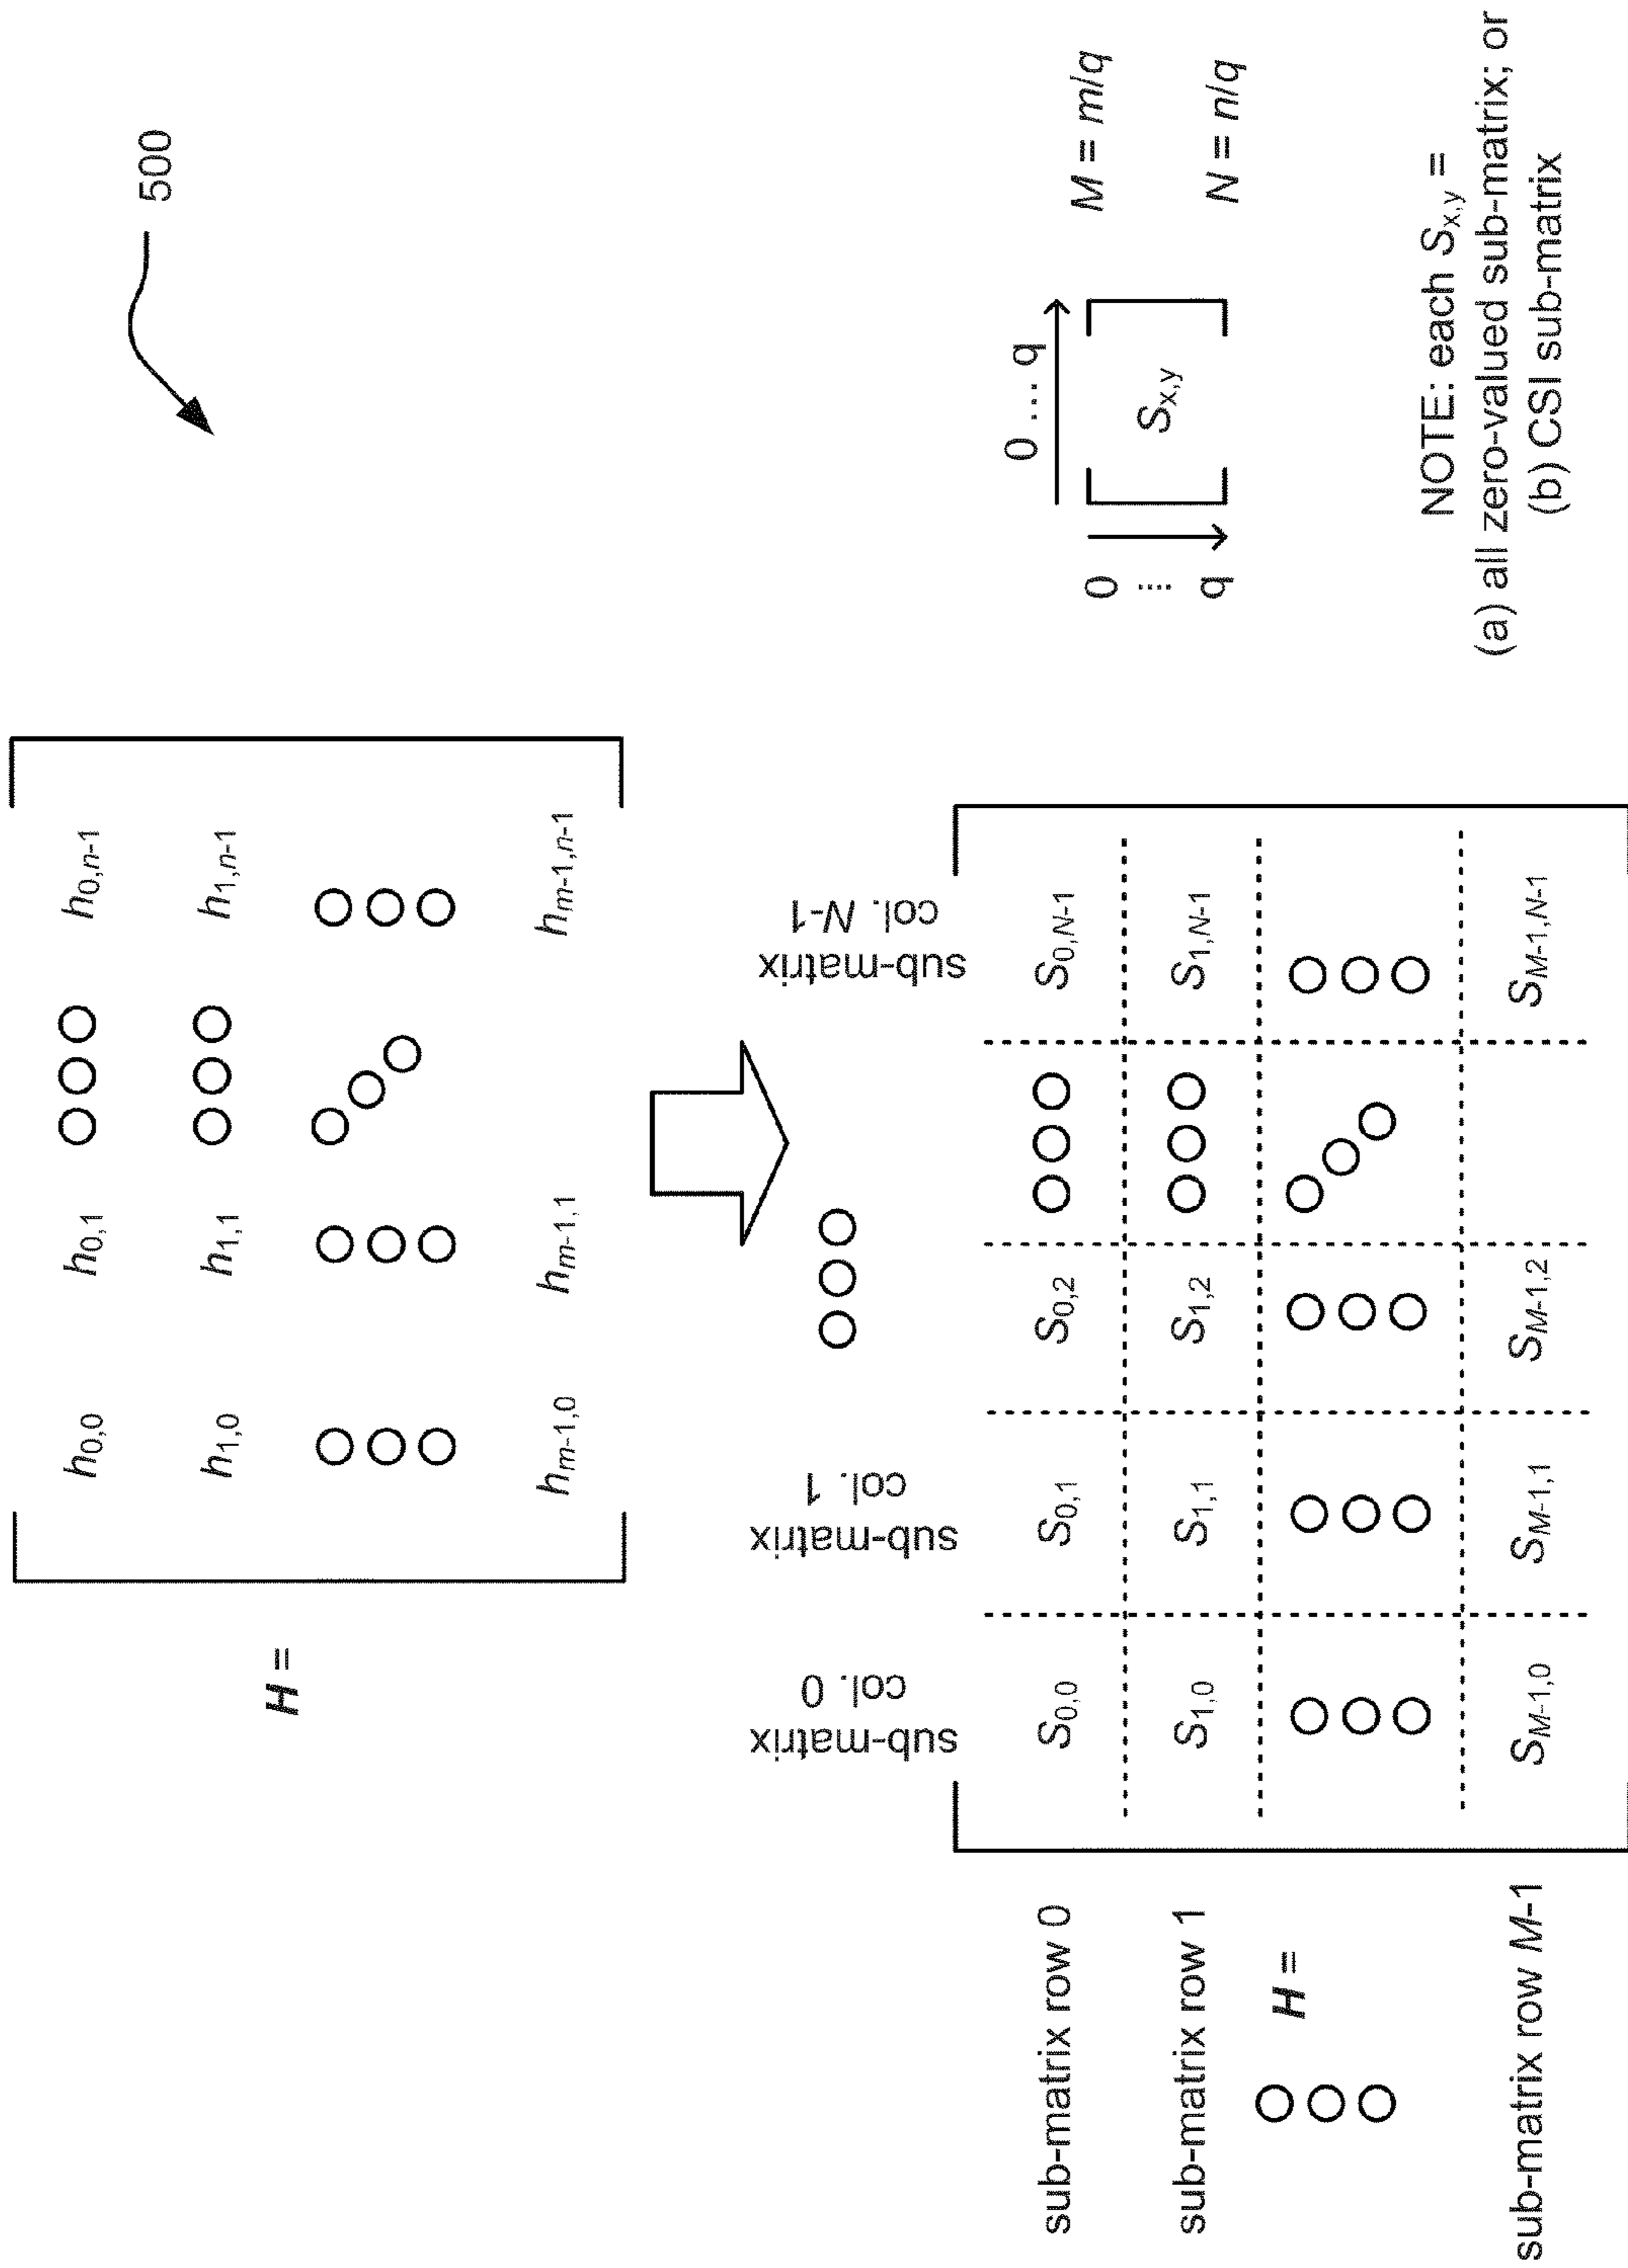 500
H =
h0,0 h0,1 h0,n-1
h1,0 h1,1 h1,n-1
hm-1,0 hm-1,1 hm-1,n-1
sub-matrix col. 0
sub-matrix col. 1
sub-matrix col. N-1
sub-matrix row 0
S0,0 S0,1 S0,2 S0,N-1
sub-matrix row 1
S1,0 S1,1 S1,2 S1,N-1
H =
sub-matrix row M-1
SM-1,0 SM-1,1 SM-1,2 SM-1,N-1
0 ... q
0
...
q
Sx,y
M = m/q
N = n/q
NOTE: each Sx,y =
(a) all zero-valued sub-matrix; or
(b) CSI sub-matrix